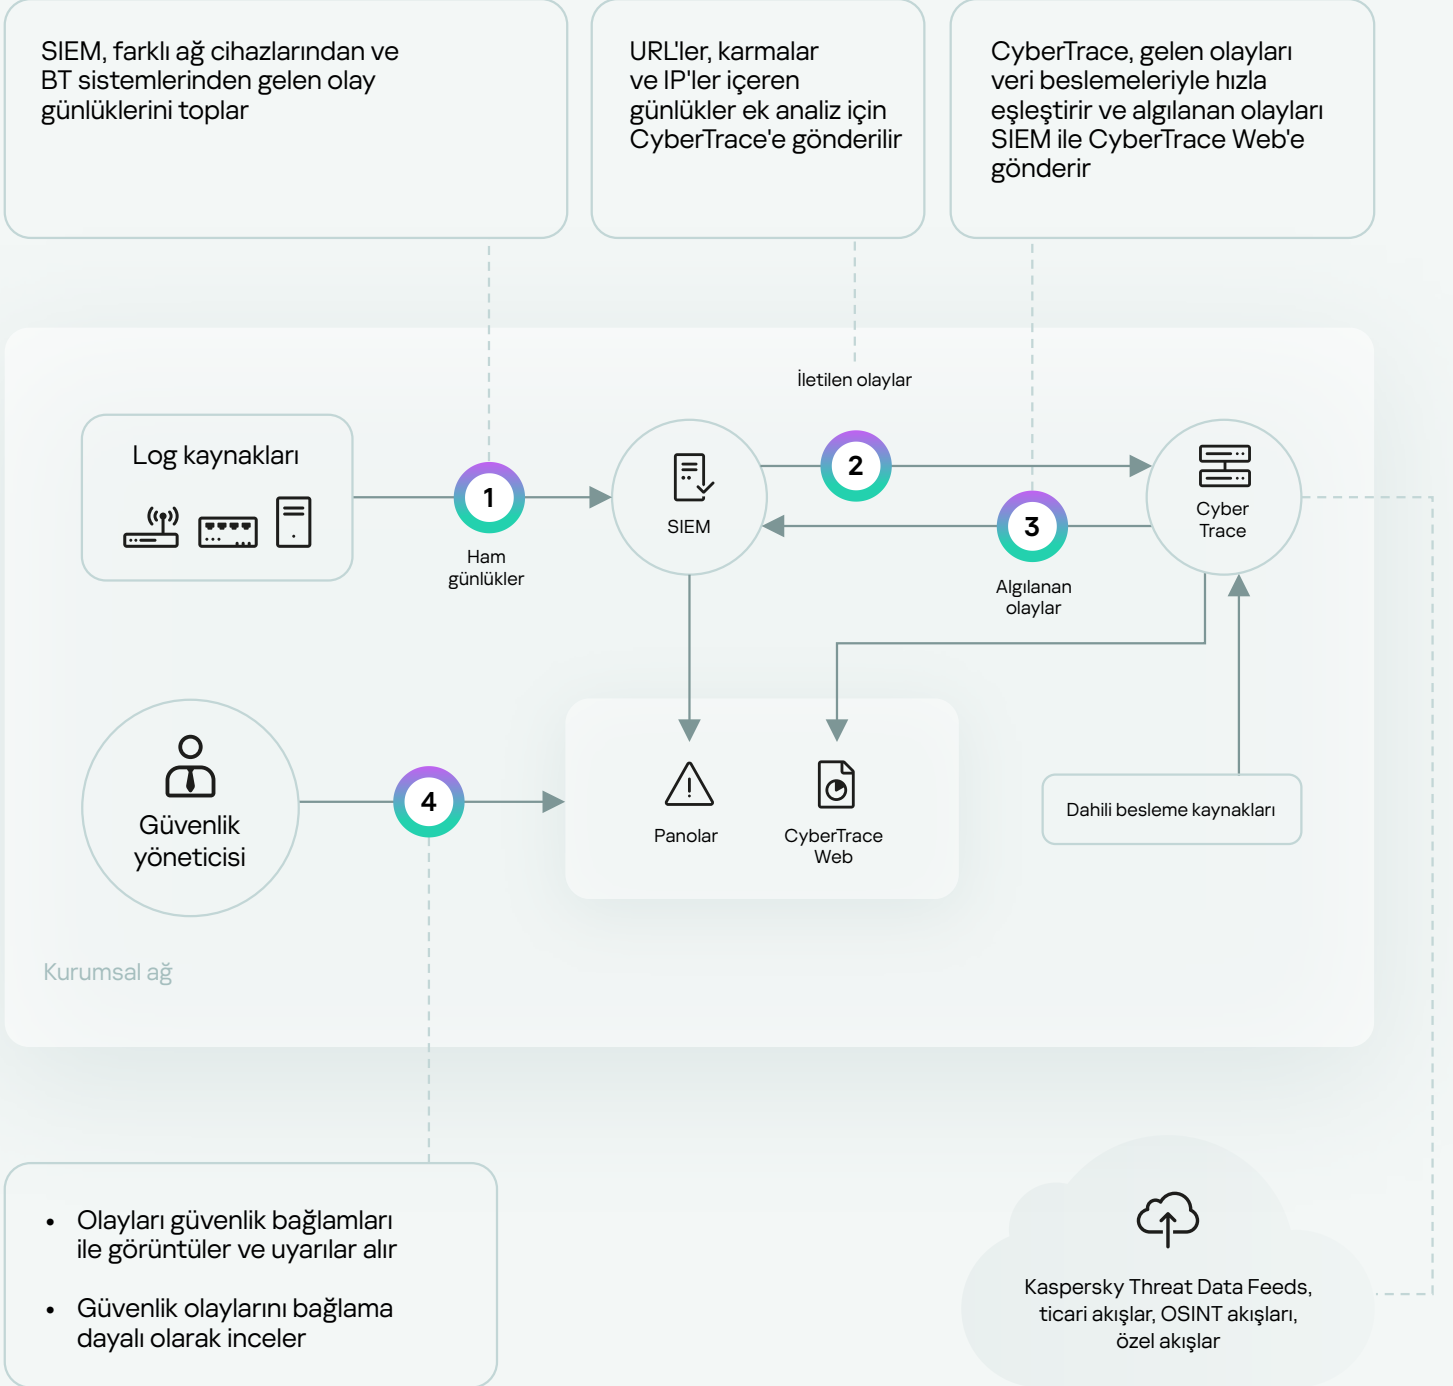 SIEM, farklı ağ cihazlarından ve
BT sistemlerinden gelen olay
günlüklerini toplar
URL'ler, karmalar
ve IP'ler içeren
günlükler ek analiz için
CyberTrace'e gönderilir
CyberTrace, gelen olayları
veri beslemeleriyle hızla
eşleştirir ve algılanan olayları
SIEM ile CyberTrace Web'e
gönderir
İletilen olaylar
Log kaynakları
1
Ham
günlükler
SIEM
2
3
Algılanan
olaylar
Cyber
Trace
Güvenlik
yöneticisi
4
Panolar
CyberTrace
Web
Dahili besleme kaynakları
Kurumsal ağ
• Olayları güvenlik bağlamları
ile görüntüler ve uyarılar alır
• Güvenlik olaylarını bağlama
dayalı olarak inceler
Kaspersky Threat Data Feeds,
ticari akışlar, OSINT akışları,
özel akışlar